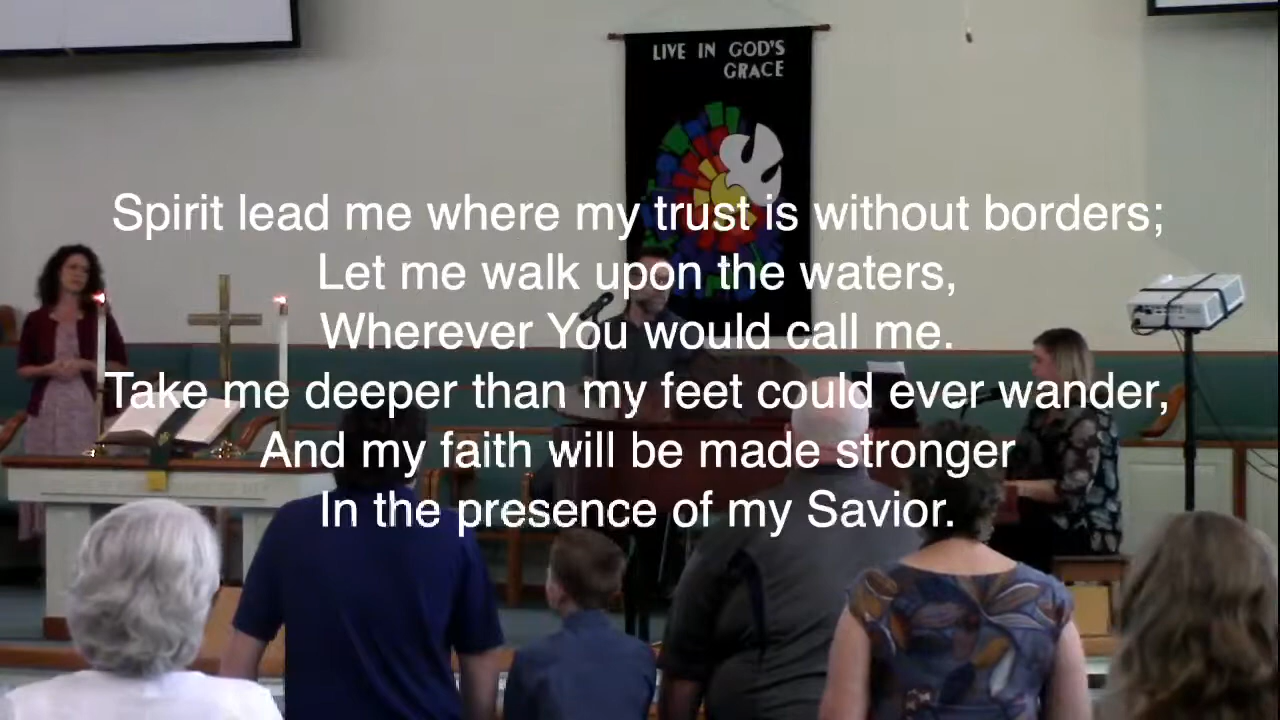 LIVE IN GOD'S
GRACE
Spirit lead me where my trust is without borders;
Let me walk upon the waters,
Wherever You would call me.
Take me deeper than my feet could ever wander,
And my faith will be made stronger
In the presence of my Savior.